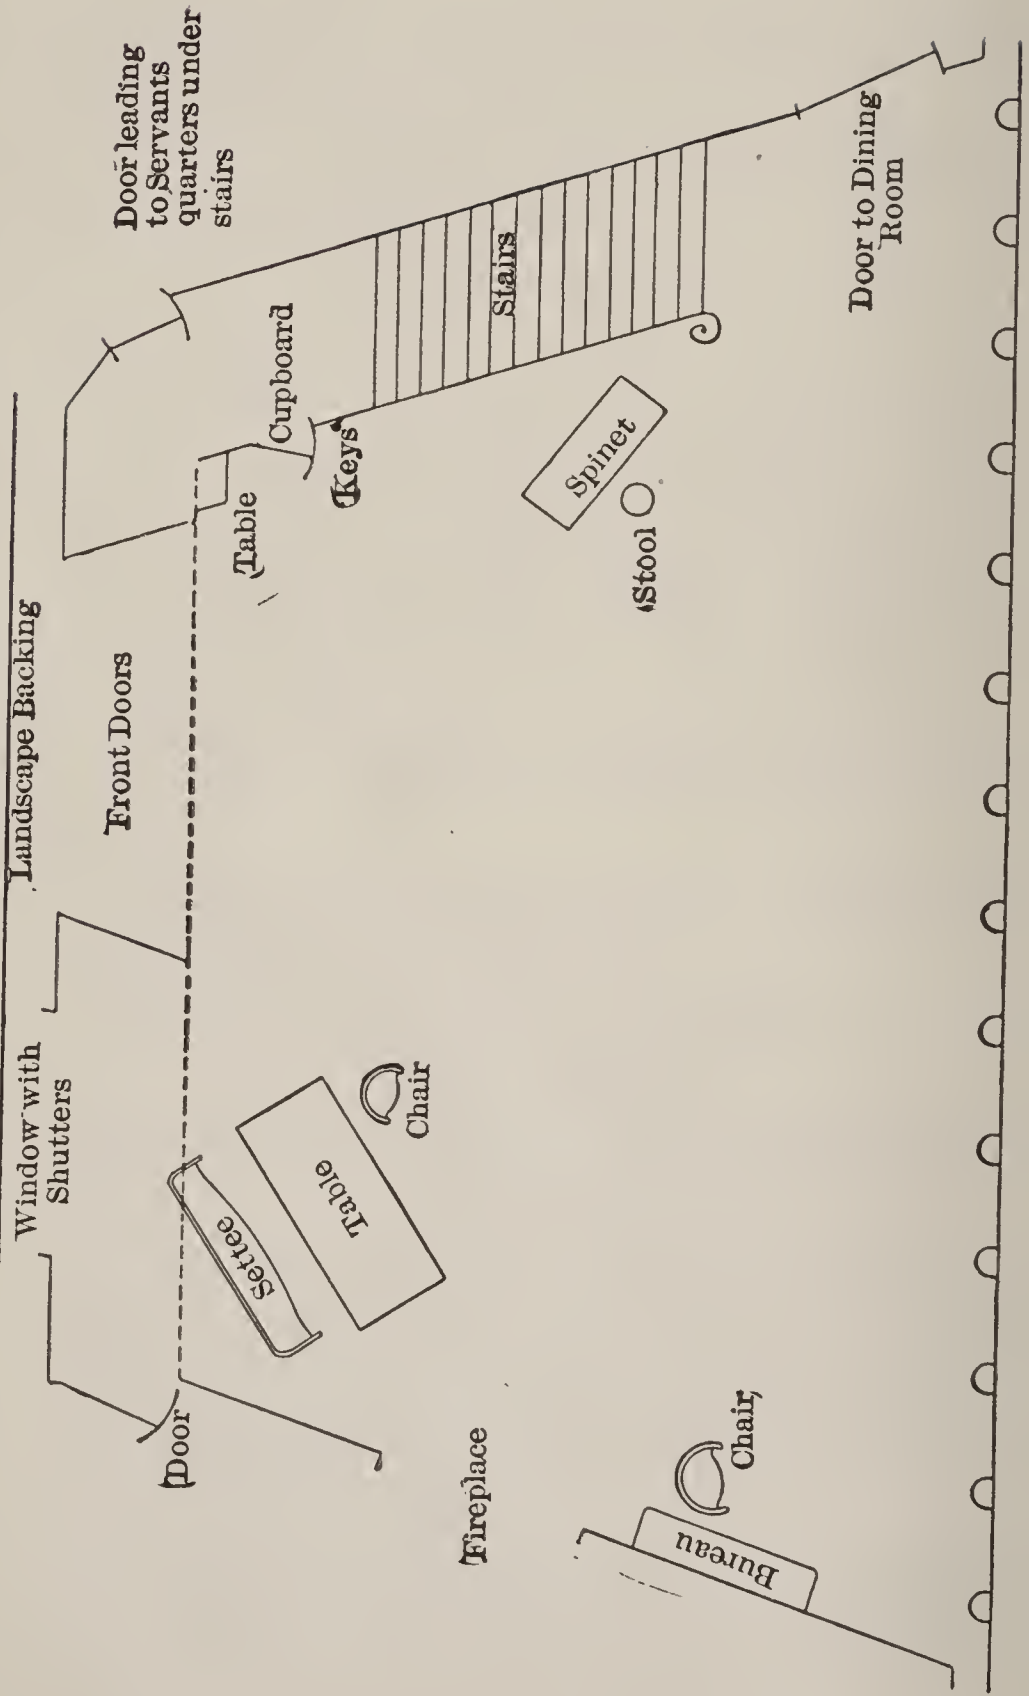 Landscape Backing
Window with
Shutters
Front Doors
Door leading
to Servants
quarters under
stairs
Door
Settee
Table
Chair
Table
Cupboard
Keys
Stairs
Fireplace
Spinet
Stool
Bureau
Chair
Door to Dining
Room